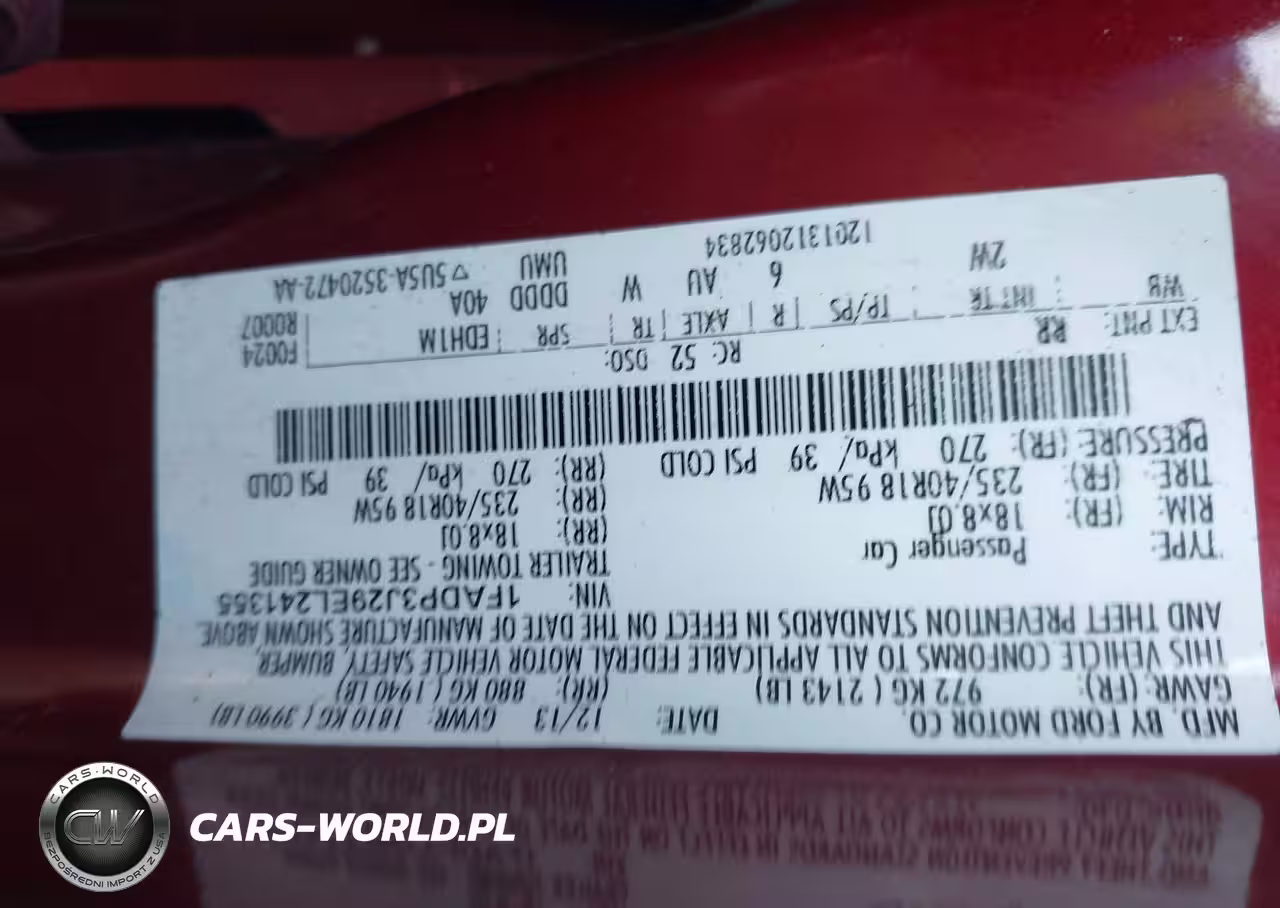 MFD. BY FORD MOTOR CO. DATE: 12/13 GVWR: 1810 KG ( 3990 LB)
GAWR: (FR): 972 KG ( 2143 LB) (RR): 880 KG ( 1940 LB)
THIS VEHICLE CONFORMS TO ALL APPLICABLE FEDERAL MOTOR VEHICLE SAFETY, BUMPER,
AND THEFT PREVENTION STANDARDS IN EFFECT ON THE DATE OF MANUFACTURE SHOWN ABOVE.
VIN: 1FADP3J29EL241355
TYPE: Passenger Car TRAILER TOWING - SEE OWNER GUIDE
RIM: (FR): 18x8.0J (RR): 18x8.0J
TIRE: (FR): 235/40R18 95W (RR): 235/40R18 95W
PRESSURE: (FR): 270 kPa/ 39 PSI COLD (RR): 270 kPa/ 39 PSI COLD
RC: 52 DSO: F0024
EXT PNT: RR R0007
WB INT TR TP/PS R AXLE TR SPR EDH1M
2W 6 AU W DDDD 40A
UMU
1201312062834 ▽ 5U5A-3520472-AA
CARS-WORLD
CW
BEZPOŚREDNI IMPORT Z USA
CARS-WORLD.PL